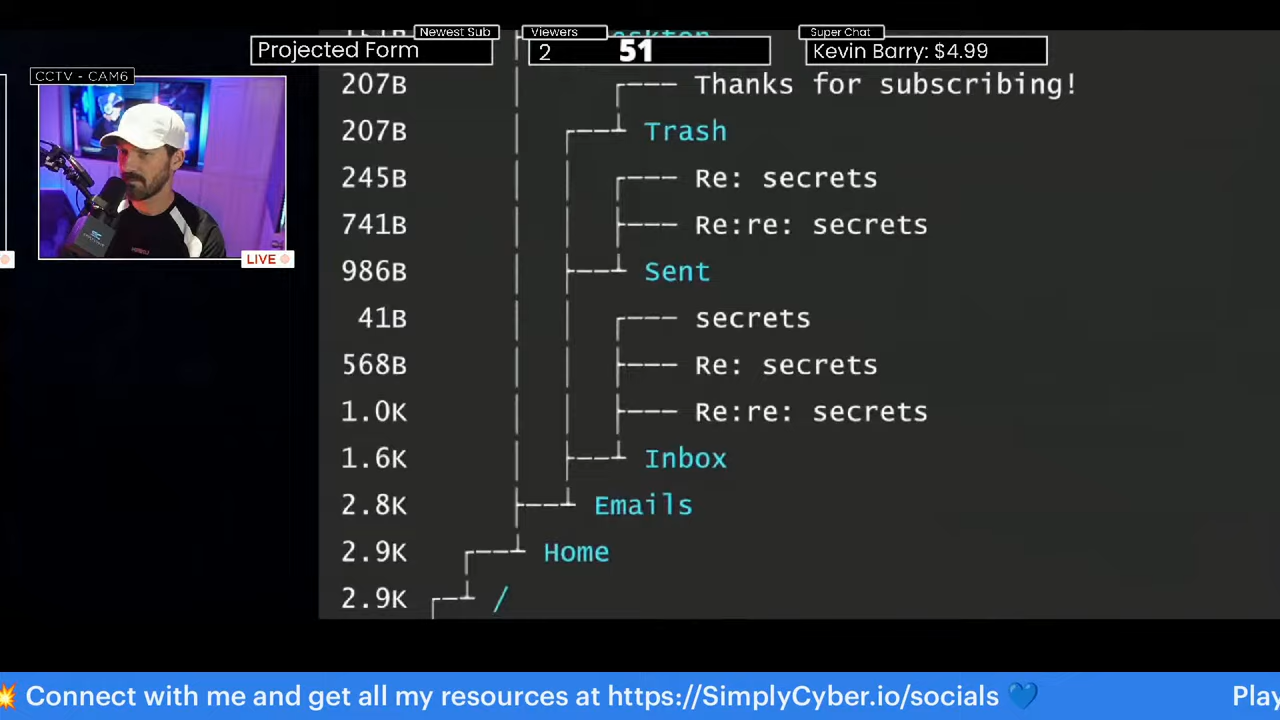 Newest Sub
Projected Form
Viewers
2
51
Super Chat
Kevin Barry: $4.99
CCTV - CAM6
LIVE
207B Thanks for subscribing!
207B Trash
245B Re: secrets
741B Re:re: secrets
986B Sent
41B secrets
568B Re: secrets
1.0K Re:re: secrets
1.6K Inbox
2.8K Emails
2.9K Home
2.9K /
💥 Connect with me and get all my resources at https://SimplyCyber.io/socials 💙 Play